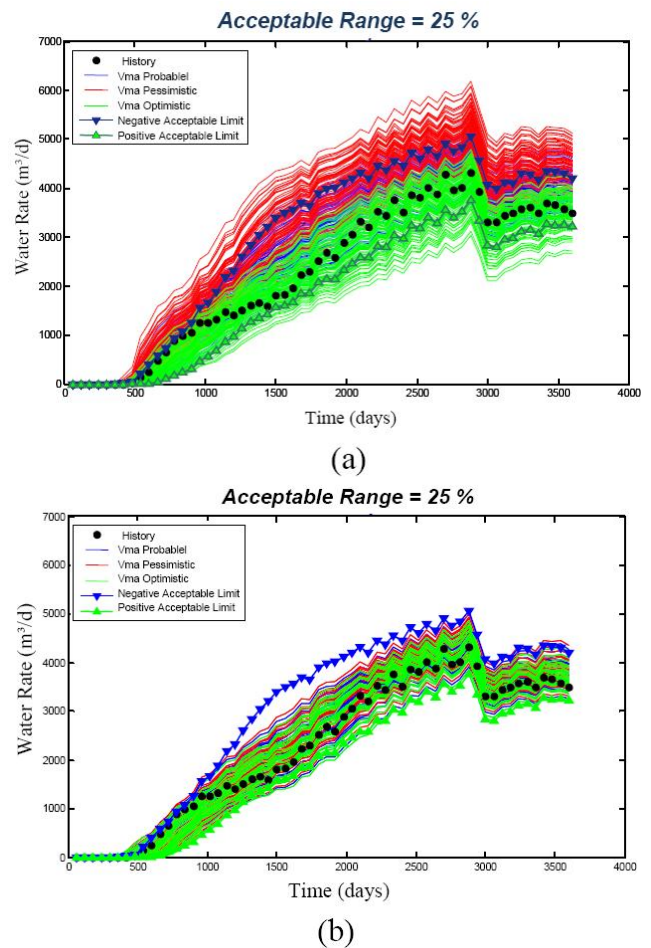 Acceptable Range = 25 %
7000
6000
5000
4000
3000
2000
1000
0
Water Rate (m³/d)
History
Vma Probablel
Vma Pessimistic
Vma Optimistic
Negative Acceptable Limit
Positive Acceptable Limit
0 500 1000 1500 2000 2500 3000 3500 4000
Time (days)
(a)
Acceptable Range = 25 %
7000
6000
5000
4000
3000
2000
1000
0
Water Rate (m³/d)
History
Vma Probablel
Vma Pessimistic
Vma Optimistic
Negative Acceptable Limit
Positive Acceptable Limit
0 500 1000 1500 2000 2500 3000 3500 4000
Time (days)
(b)